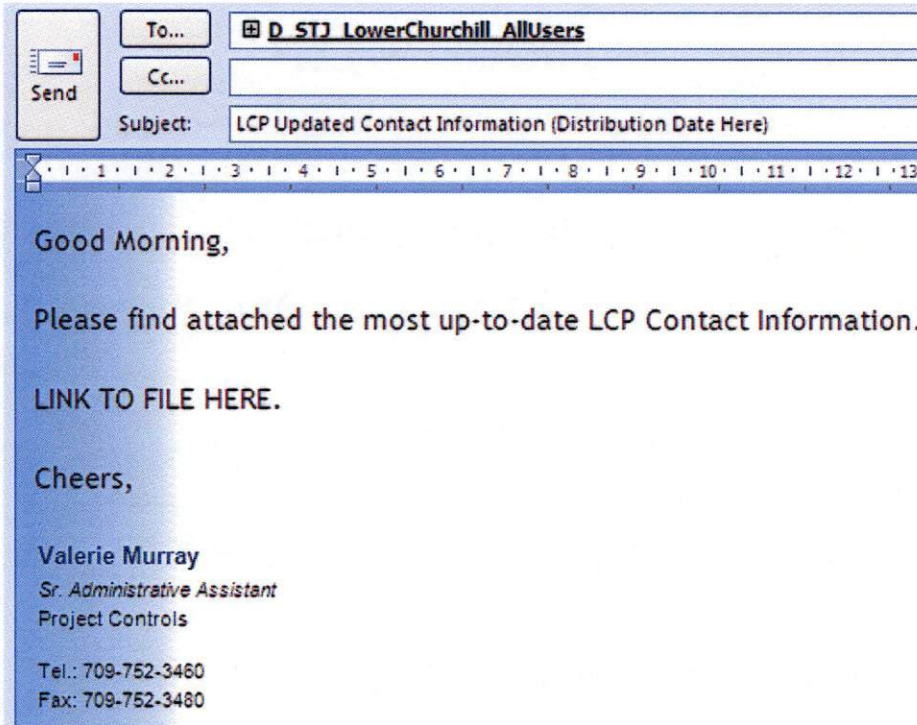 To... D_STJ_LowerChurchill_AllUsers
Cc...
Send
Subject: LCP Updated Contact Information (Distribution Date Here)
1 2 3 4 5 6 7 8 9 10 11 12 13
Good Morning,
Please find attached the most up-to-date LCP Contact Information.
LINK TO FILE HERE.
Cheers,
Valerie Murray
Sr. Administrative Assistant
Project Controls
Tel.: 709-752-3460
Fax: 709-752-3480